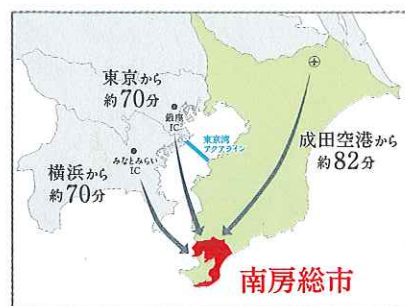 東京から
約70分
銀座
IC
東京湾
アクアライン
みなとみらい
IC
横浜から
約70分
成田空港から
約82分
南房総市